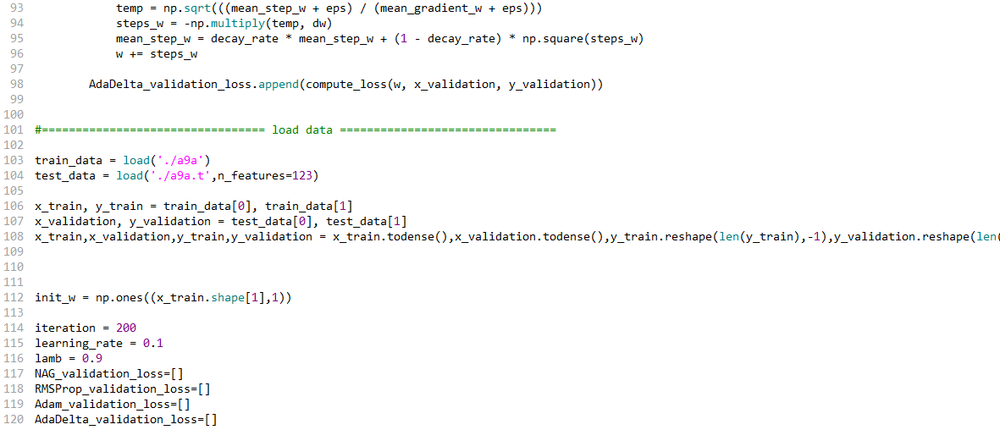 93 temp = np.sqrt(((mean_step_w + eps) / (mean_gradient_w + eps)))
94 steps_w = -np.multiply(temp, dw)
95 mean_step_w = decay_rate * mean_step_w + (1 - decay_rate) * np.square(steps_w)
96 w += steps_w
97
98 AdaDelta_validation_loss.append(compute_loss(w, x_validation, y_validation))
99
100
101 #================================= load data ================================
102
103 train_data = load('./a9a')
104 test_data = load('./a9a.t',n_features=123)
105
106 x_train, y_train = train_data[0], train_data[1]
107 x_validation, y_validation = test_data[0], test_data[1]
108 x_train,x_validation,y_train,y_validation = x_train.todense(),x_validation.todense(),y_train.reshape(len(y_train),-1),y_validation.reshape(len(
109
110
111
112 init_w = np.ones((x_train.shape[1],1))
113
114 iteration = 200
115 learning_rate = 0.1
116 lamb = 0.9
117 NAG_validation_loss=[]
118 RMSProp_validation_loss=[]
119 Adam_validation_loss=[]
120 AdaDelta_validation_loss=[]